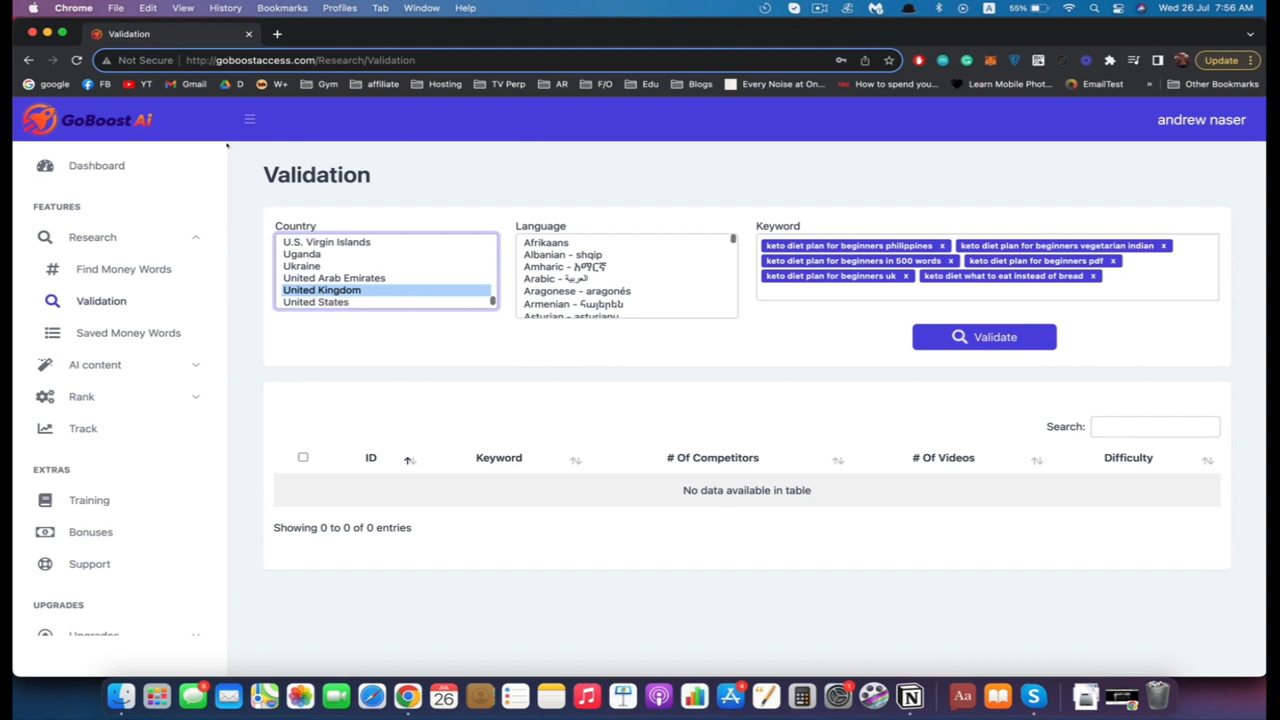 Chrome File Edit View History Bookmarks Profiles Tab Window Help
A 55% Wed 26 Jul 7:56 AM
Validation
Not Secure http://goboostaccess.com/Research/Validation
Update
google FB YT Gmail D W+ Gym affiliate Hosting TV Perp AR F/O Edu Blogs Every Noise at On... How to spend you... Learn Mobile Phot... EmailTest » Other Bookmarks
GoBoost Ai
andrew naser
Dashboard
FEATURES
Research
Find Money Words
Validation
Saved Money Words
AI content
Rank
Track
EXTRAS
Training
Bonuses
Support
UPGRADES
Upgrades
Validation
Country
U.S. Virgin Islands
Uganda
Ukraine
United Arab Emirates
United Kingdom
United States
Language
Afrikaans
Albanian - shqip
Amharic - አማርኛ
Arabic - العربية
Aragonese - aragonés
Armenian - հայերեն
Asturian - asturianu
Keyword
keto diet plan for beginners philippines x keto diet plan for beginners vegetarian indian x
keto diet plan for beginners in 500 words x keto diet plan for beginners pdf x
keto diet plan for beginners uk x keto diet what to eat instead of bread x
Validate
Search:
ID Keyword # Of Competitors # Of Videos Difficulty
No data available in table
Showing 0 to 0 of 0 entries
JUL
26
Aa